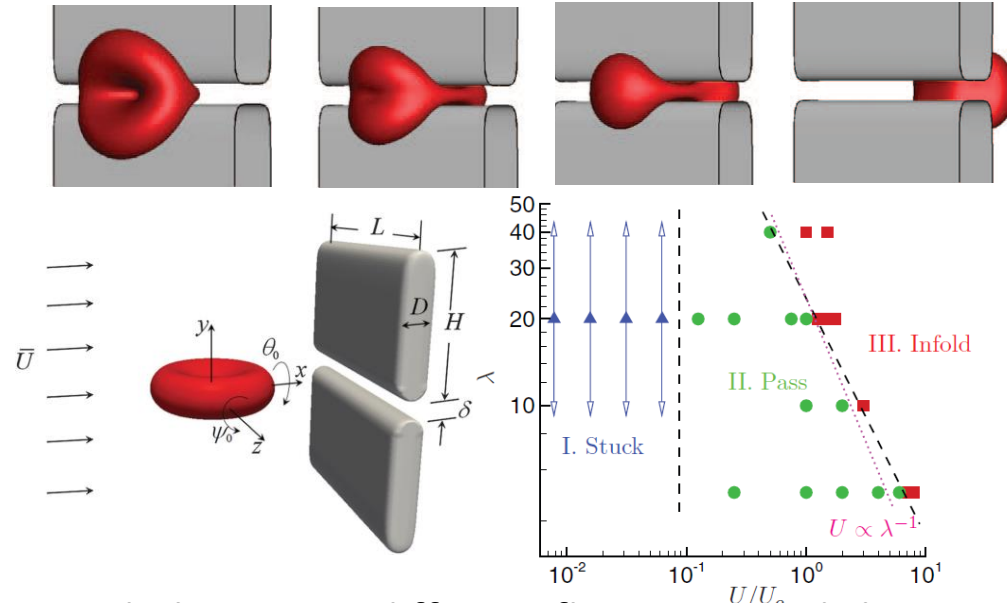 L
D
H
y
θ₀
x
Ū
δ
ψ₀
z
λ
50
40
30
20
10
I. Stuck
II. Pass
III. Infold
U ∝ λ⁻¹
10⁻²
10⁻¹
10⁰
10¹